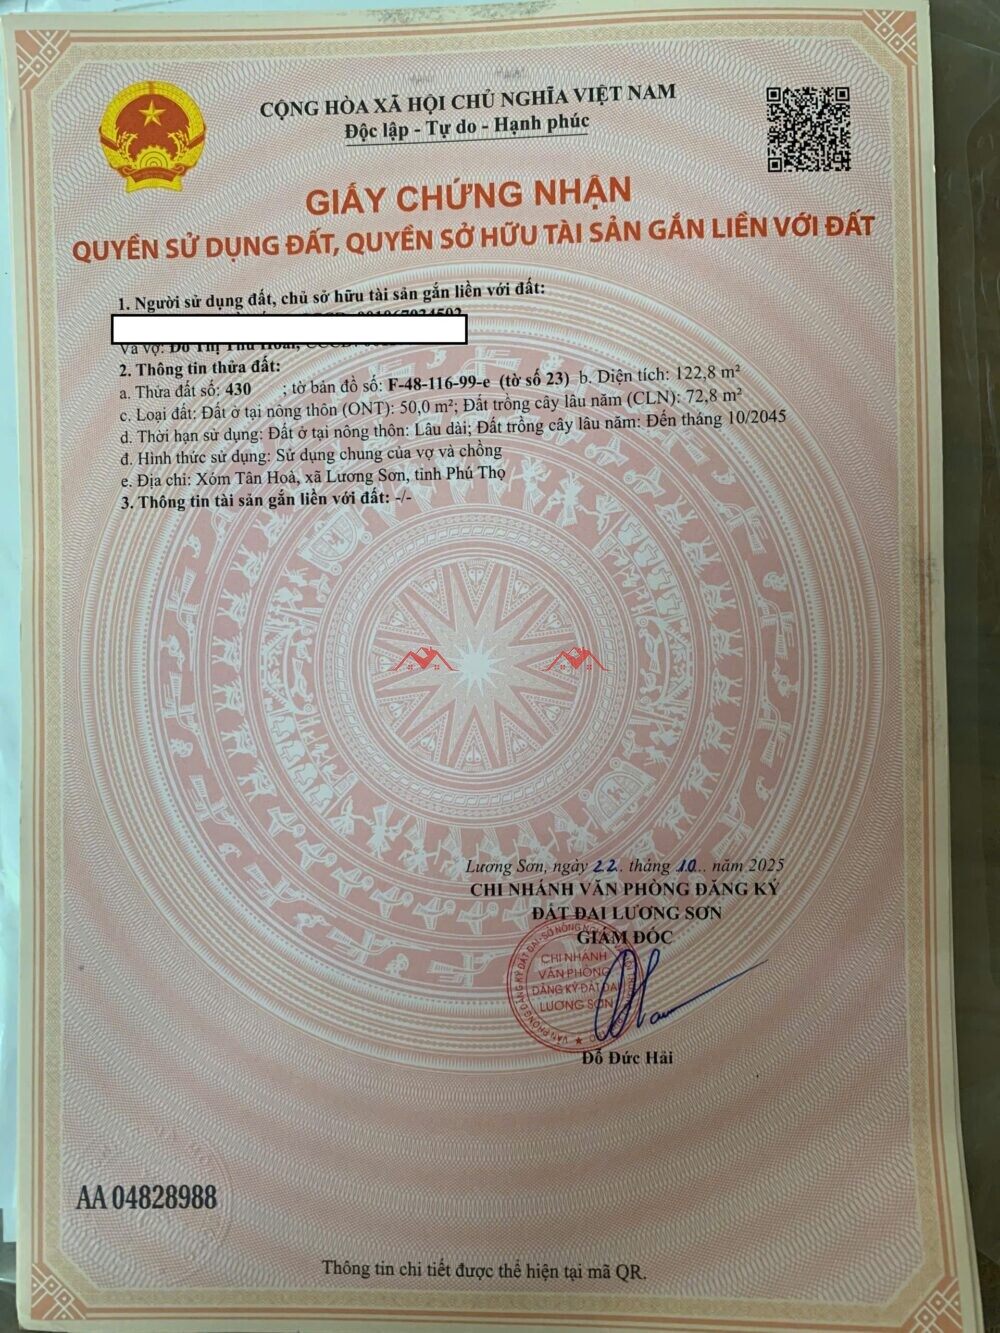 CỘNG HÒA XÃ HỘI CHỦ NGHĨA VIỆT NAM
Độc lập - Tự do - Hạnh phúc
GIẤY CHỨNG NHẬN
QUYỀN SỬ DỤNG ĐẤT, QUYỀN SỞ HỮU TÀI SẢN GẮN LIỀN VỚI ĐẤT
1. Người sử dụng đất, chủ sở hữu tài sản gắn liền với đất:
Và vợ: Đỗ Thị Thu Hoài,
2. Thông tin thửa đất:
a. Thửa đất số: 430 ; tờ bản đồ số: F-48-116-99-e (tờ số 23) b. Diện tích: 122,8 m²
c. Loại đất: Đất ở tại nông thôn (ONT): 50,0 m²; Đất trồng cây lâu năm (CLN): 72,8 m²
d. Thời hạn sử dụng: Đất ở tại nông thôn: Lâu dài; Đất trồng cây lâu năm: Đến tháng 10/2045
đ. Hình thức sử dụng: Sử dụng chung của vợ và chồng
e. Địa chỉ: Xóm Tân Hoà, xã Lương Sơn, tỉnh Phú Thọ
3. Thông tin tài sản gắn liền với đất: -/-
Lương Sơn, ngày 22. tháng 10.. năm 2025
CHI NHÁNH VĂN PHÒNG ĐĂNG KÝ
ĐẤT ĐAI LƯƠNG SƠN
GIÁM ĐỐC
CHI NHÁNH
VĂN PHÒNG
ĐĂNG KÝ ĐẤT ĐAI
LƯƠNG SƠN
Đỗ Đức Hải
AA 04828988
Thông tin chi tiết được thể hiện tại mã QR.